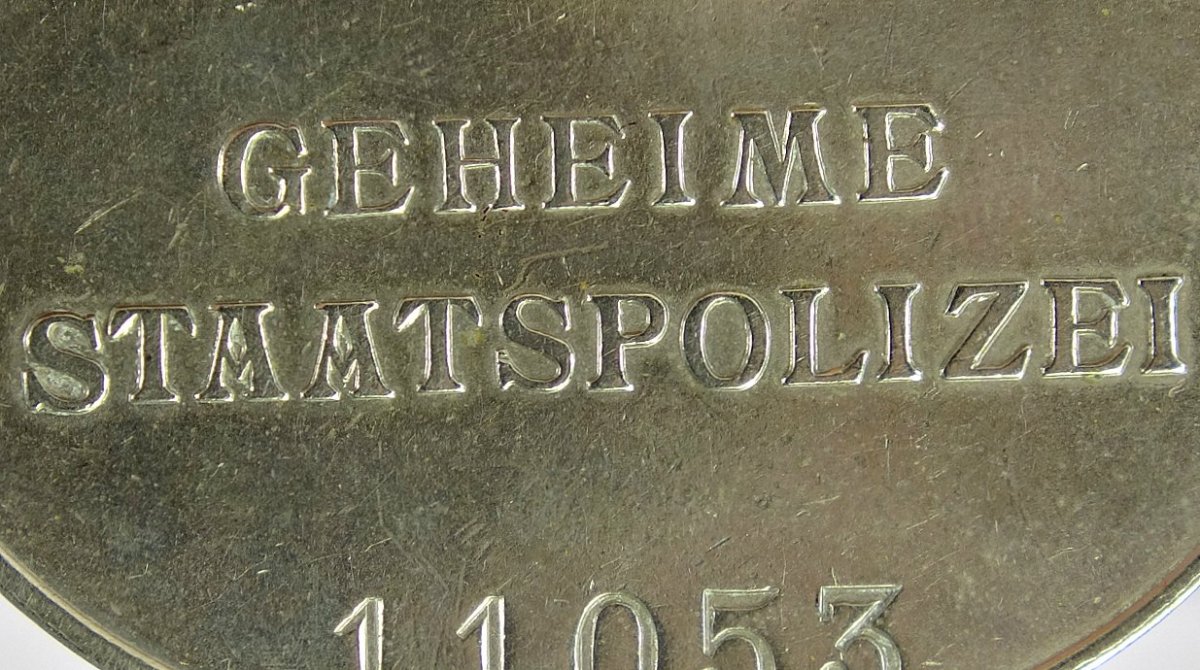 GEHEIME
STAATSPOLIZEI
11053